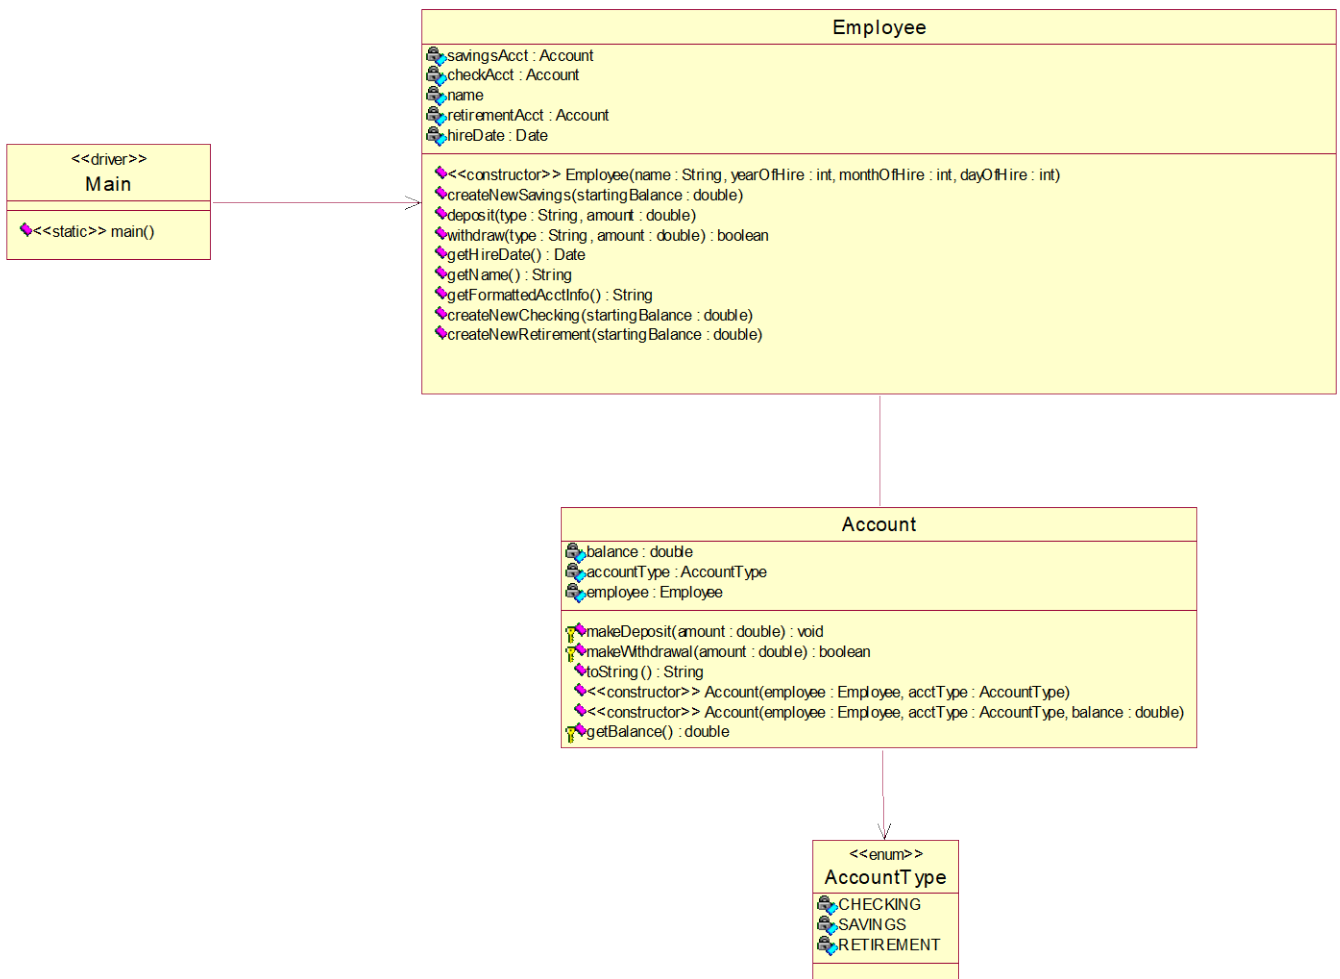 Employee
savingsAcct : Account
checkAcct : Account
name
retirementAcct : Account
hireDate : Date
<<constructor>> Employee(name : String, yearOfHire : int, monthOfHire : int, dayOfHire : int)
createNewSavings(startingBalance : double)
deposit(type : String, amount : double)
withdraw(type : String, amount : double) : boolean
getHireDate() : Date
getName() : String
getFormattedAcctInfo() : String
createNewChecking(startingBalance : double)
createNewRetirement(startingBalance : double)
<<driver>>
Main
<<static>> main()
Account
balance : double
accountType : AccountType
employee : Employee
makeDeposit(amount : double) : void
makeWithdrawal(amount : double) : boolean
toString() : String
<<constructor>> Account(employee : Employee, acctType : AccountType)
<<constructor>> Account(employee : Employee, acctType : AccountType, balance : double)
getBalance() : double
<<enum>>
AccountType
CHECKING
SAVINGS
RETIREMENT